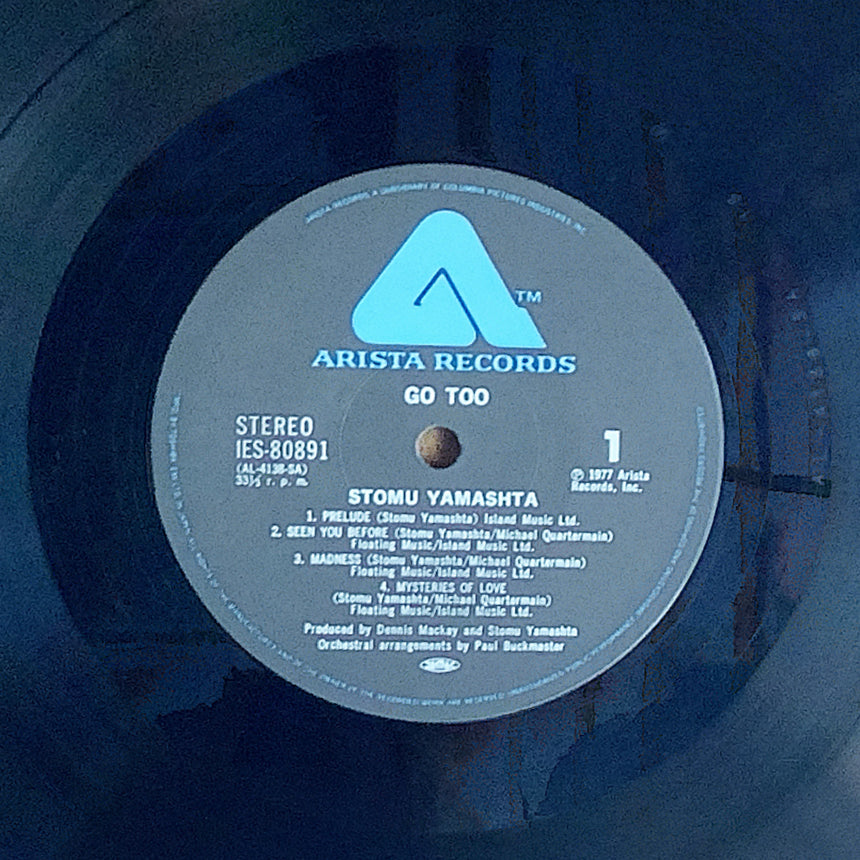 ARISTA RECORDS, A SUBSIDIARY OF COLUMBIA PICTURES INDUSTRIES, INC.
TM
ARISTA RECORDS
GO TOO
STEREO
IES-80891
(AL-4138-SA)
33⅓ r. p. m.
1
Ⓟ 1977 Arista
Records, Inc.
STOMU YAMASHTA
1. PRELUDE (Stomu Yamashta) Island Music Ltd.
2. SEEN YOU BEFORE (Stomu Yamashta/Michael Quartermain)
Floating Music/Island Music Ltd.
3. MADNESS (Stomu Yamashta/Michael Quartermain)
Floating Music/Island Music Ltd.
4. MYSTERIES OF LOVE
(Stomu Yamashta/Michael Quartermain)
Floating Music/Island Music Ltd.
Produced by Dennis Mackay and Stomu Yamashta
Orchestral arrangements by Paul Buckmaster